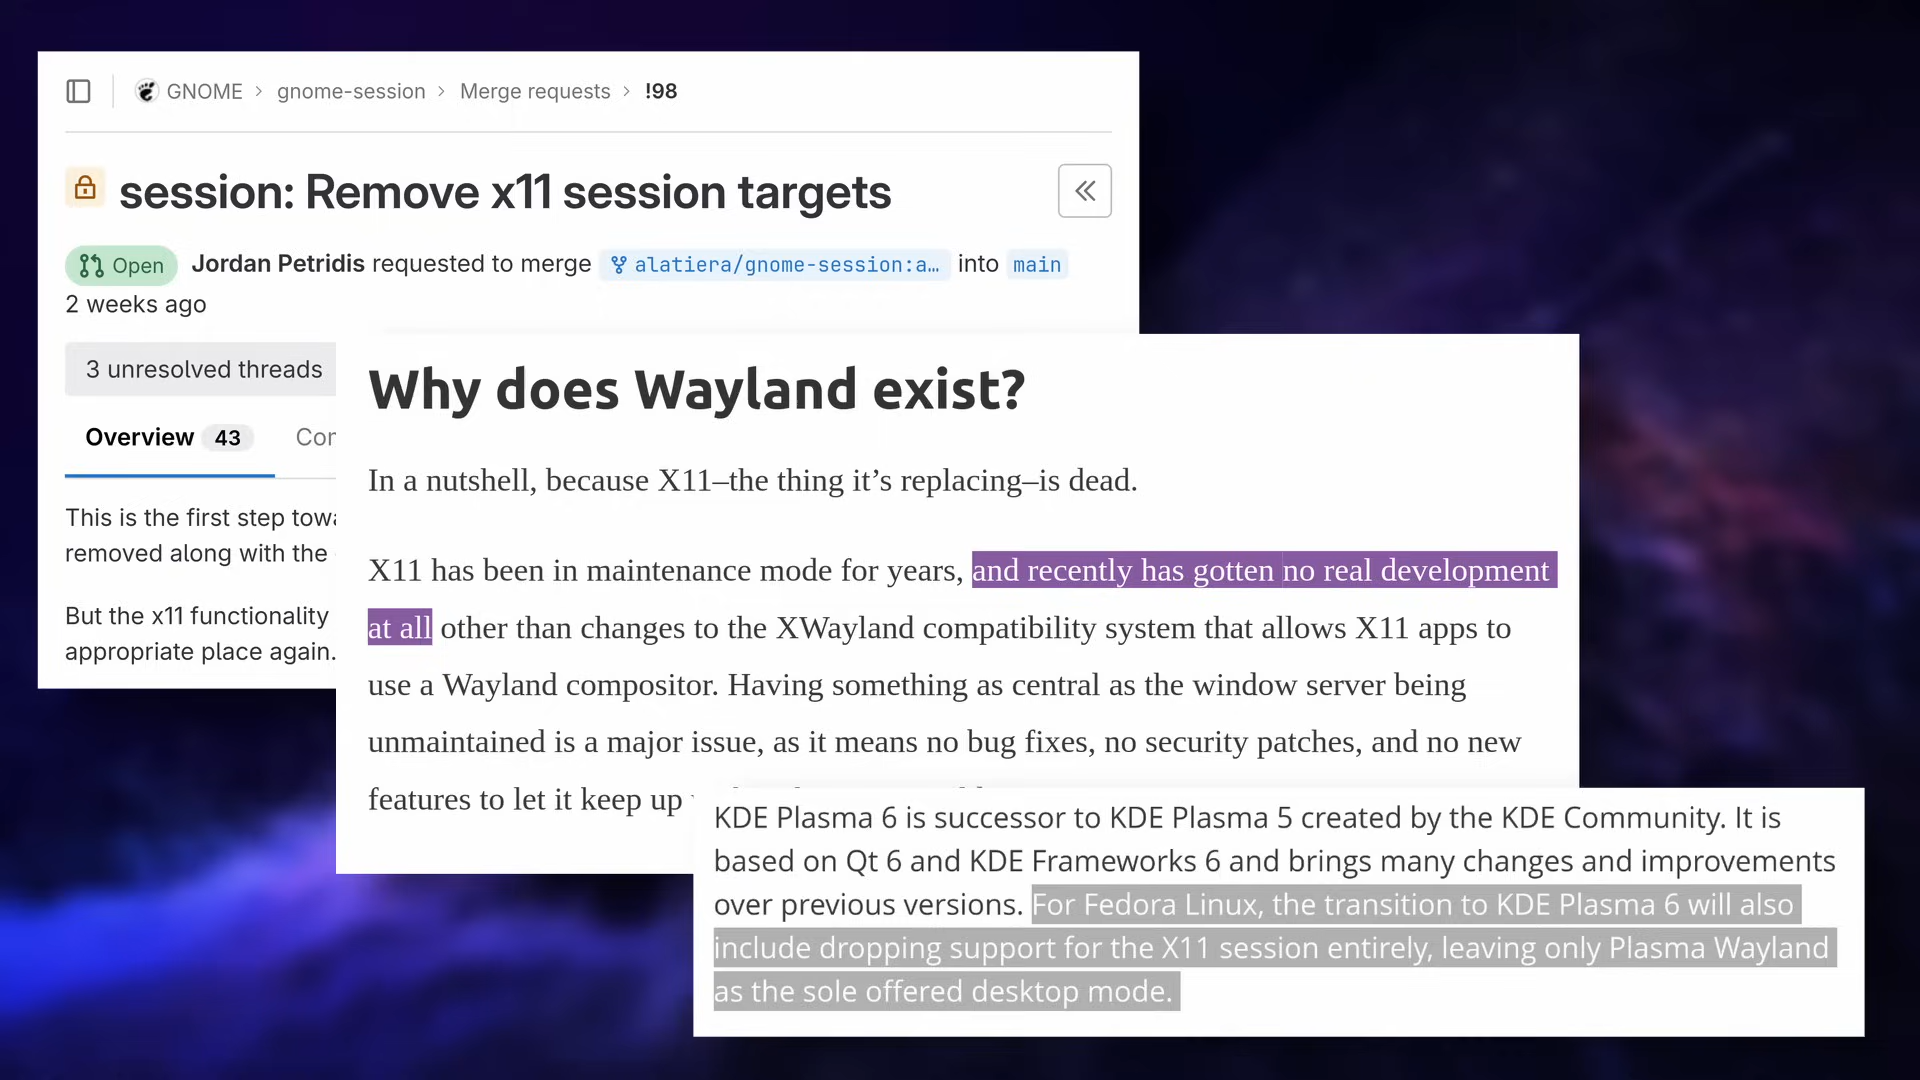 GNOME > gnome-session > Merge requests > !98
session: Remove x11 session targets
Open Jordan Petridis requested to merge alatiera/gnome-session:a… into main
2 weeks ago
3 unresolved threads
Overview 43
This is the first step
removed along with the
But the x11 functionality
appropriate place again.
Why does Wayland exist?
In a nutshell, because X11–the thing it’s replacing–is dead.
X11 has been in maintenance mode for years, and recently has gotten no real development
at all other than changes to the XWayland compatibility system that allows X11 apps to
use a Wayland compositor. Having something as central as the window server being
unmaintained is a major issue, as it means no bug fixes, no security patches, and no new
features to let it keep up
KDE Plasma 6 is successor to KDE Plasma 5 created by the KDE Community. It is
based on Qt 6 and KDE Frameworks 6 and brings many changes and improvements
over previous versions. For Fedora Linux, the transition to KDE Plasma 6 will also
include dropping support for the X11 session entirely, leaving only Plasma Wayland
as the sole offered desktop mode.